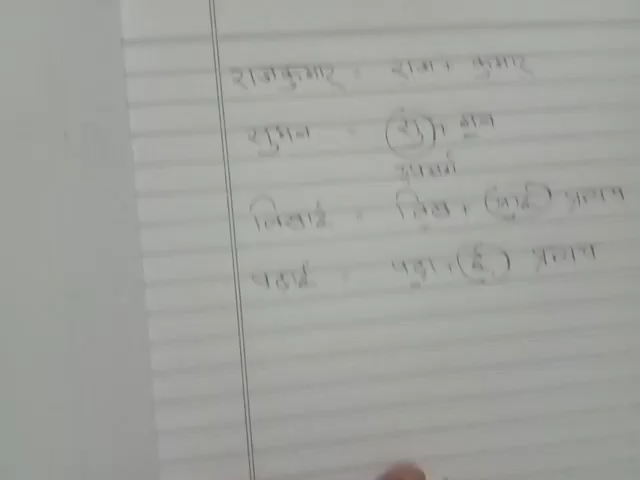 राजकुमार = राज + कुमार
सुमन = (सु) + मन
उपसर्ग
लिखाई = लिख + (आई) प्रत्यय
पढाई = पढा + (ई) प्रत्यय